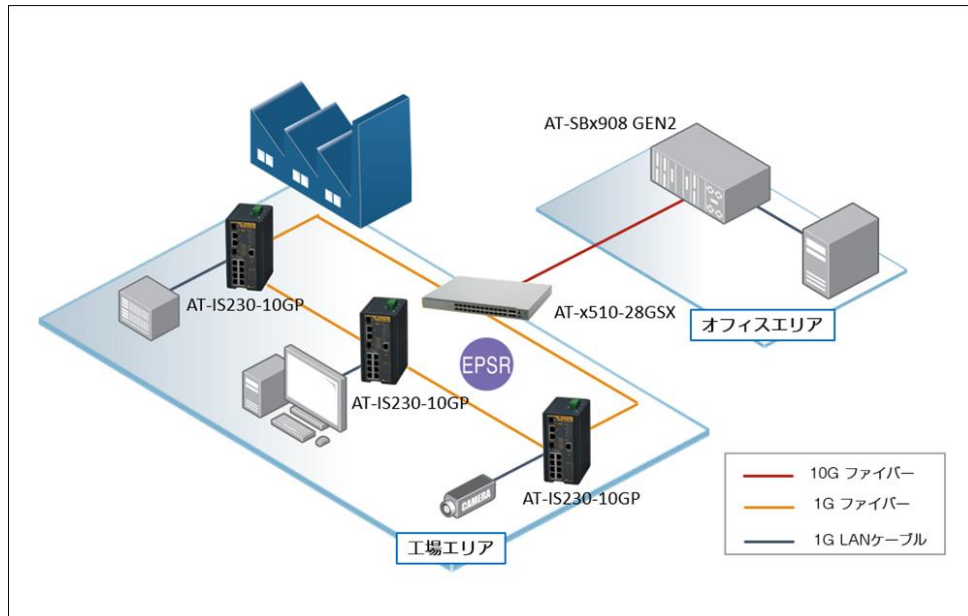 AT-SBx908 GEN2
AT-IS230-10GP
AT-x510-28GSX
オフィスエリア
EPSR
AT-IS230-10GP
CAMERA
AT-IS230-10GP
工場エリア
10G ファイバー
1G ファイバー
1G LANケーブル